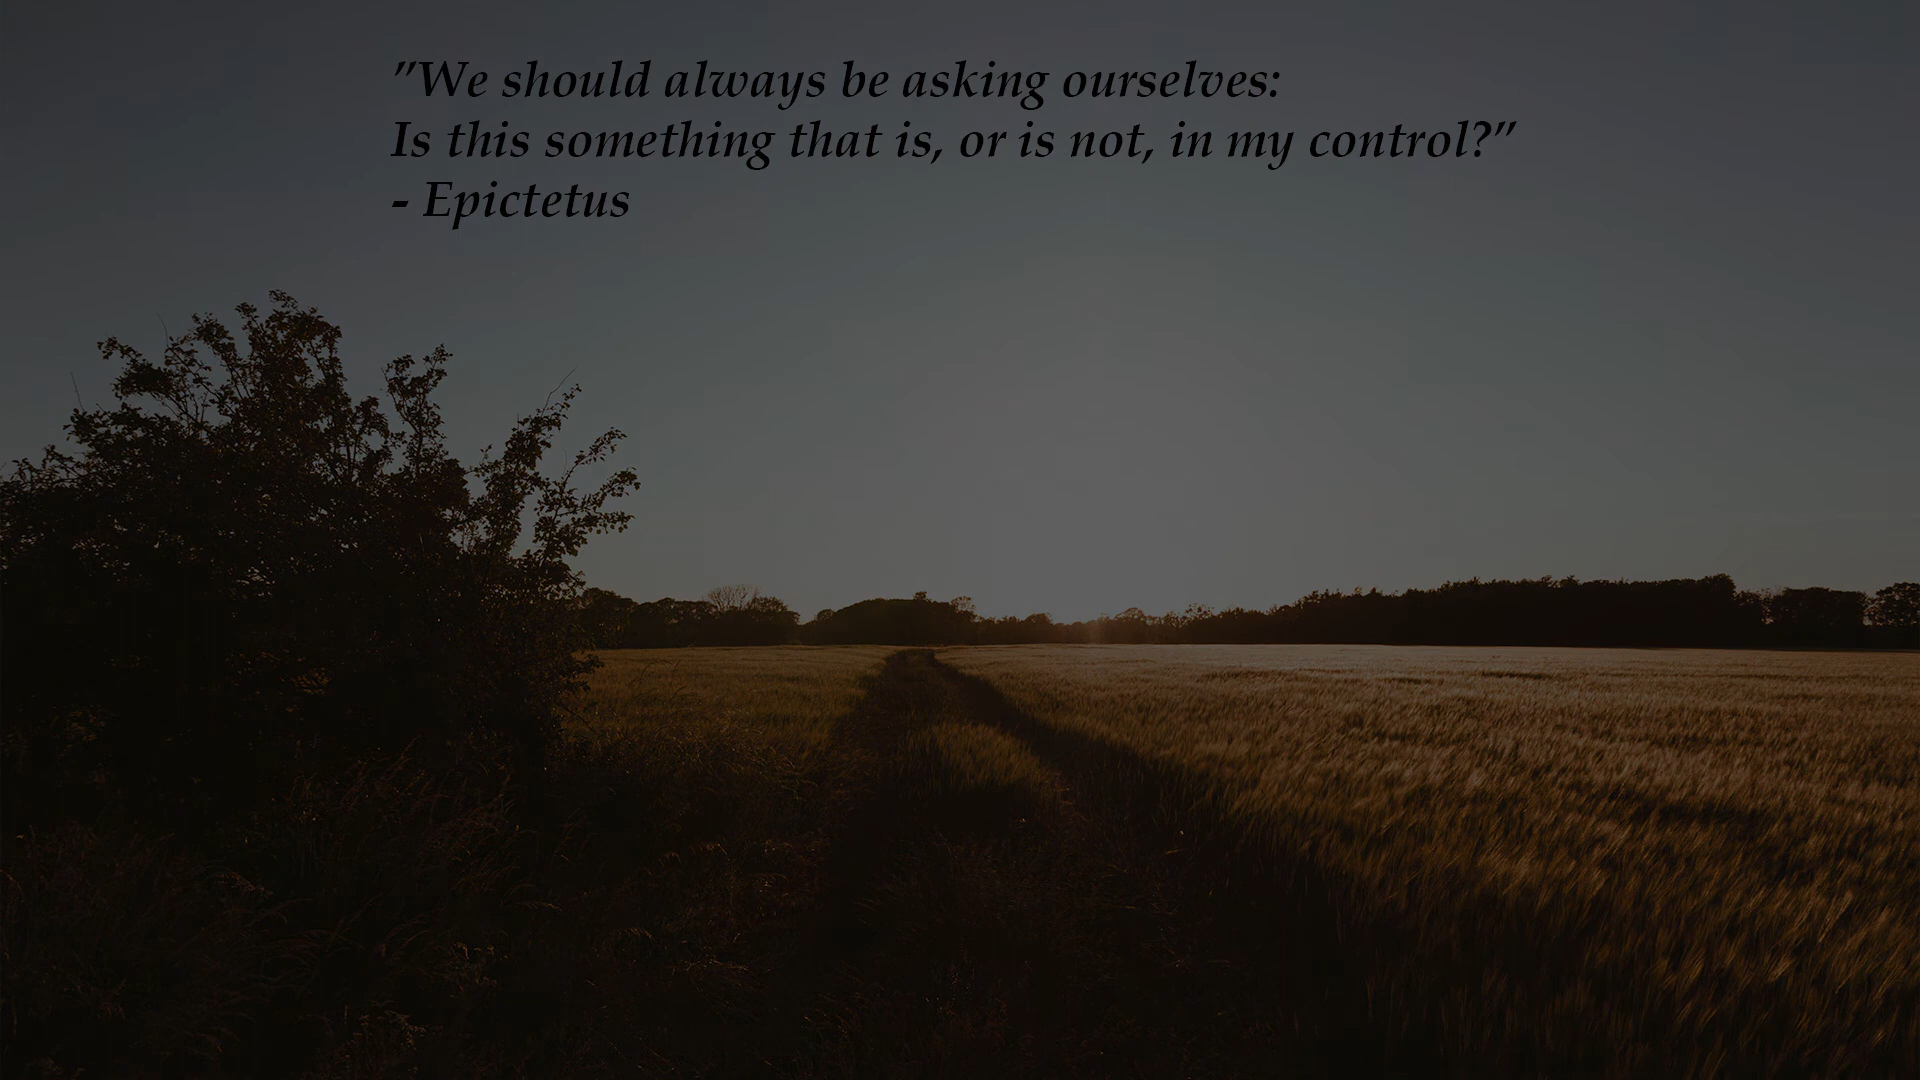 "We should always be asking ourselves:
Is this something that is, or is not, in my control?"
- Epictetus